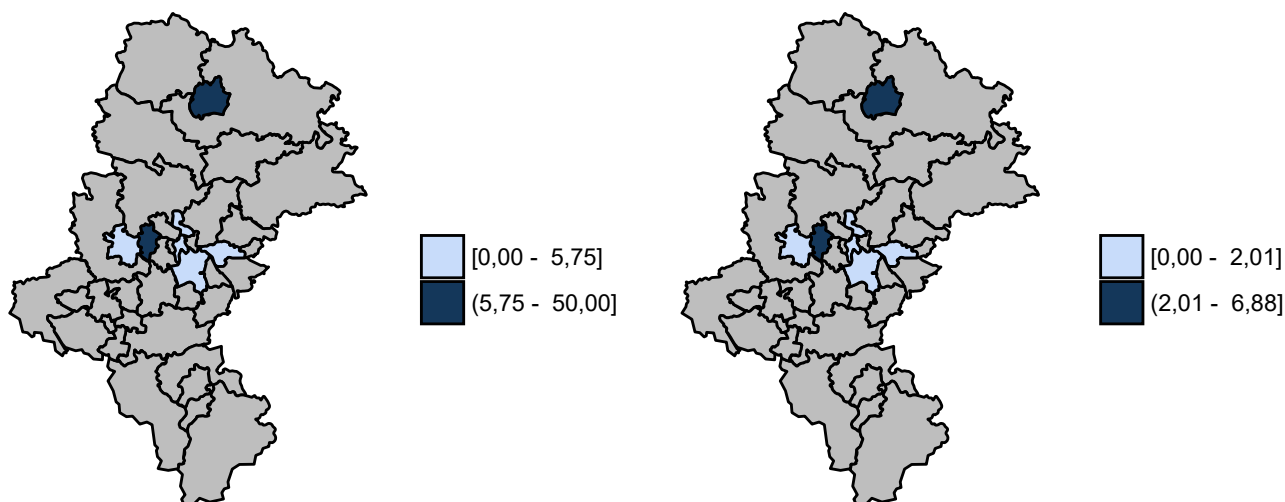 [0,00 -  5,75]
(5,75 -  50,00]
[0,00 -  2,01]
(2,01 -  6,88]